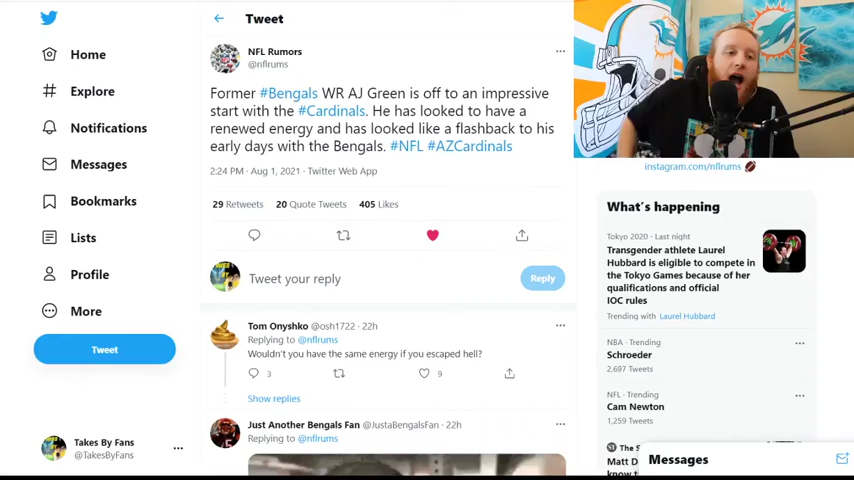 Home
Explore
Notifications
Messages
Bookmarks
Lists
Profile
More
Tweet
Takes By Fans
@TakesByFans
Tweet
NFL Rumors
@nflrums
Former #Bengals WR AJ Green is off to an impressive
start with the #Cardinals. He has looked to have a
renewed energy and has looked like a flashback to his
early days with the Bengals. #NFL #AZCardinals
2:24 PM · Aug 1, 2021 · Twitter Web App
29 Retweets 20 Quote Tweets 405 Likes
Tweet your reply
Reply
Tom Onyshko @osh1722 · 22h
Replying to @nflrums
Wouldn't you have the same energy if you escaped hell?
3
9
Show replies
Just Another Bengals Fan @JustaBengalsFan · 22h
Replying to @nflrums
instagram.com/nflrums
What's happening
Tokyo 2020 · Last night
Transgender athlete Laurel
Hubbard is eligible to compete in
the Tokyo Games because of her
qualifications and official
IOC rules
Trending with Laurel Hubbard
NBA · Trending
Schroeder
2,697 Tweets
NFL · Trending
Cam Newton
1,259 Tweets
The S
Matt D
know t
Messages